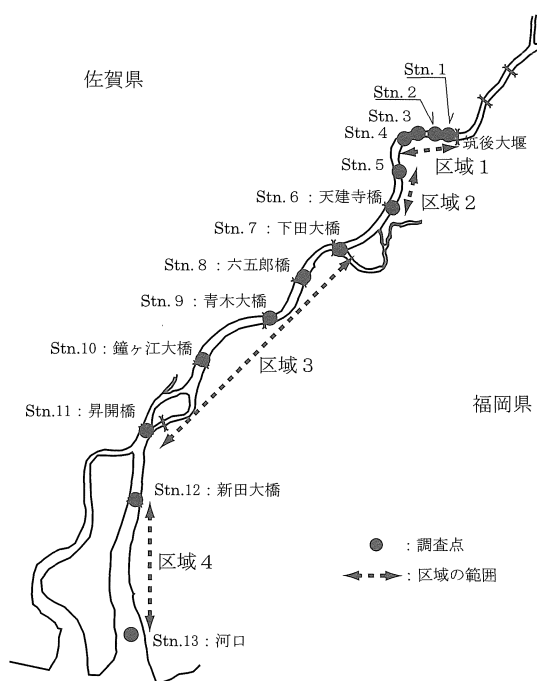 佐賀県
Stn.1
Stn.2
Stn.3
Stn.4
筑後大堰
区域1
Stn.5
区域2
Stn.6：天建寺橋
Stn.7：下田大橋
Stn.8：六五郎橋
Stn.9：青木大橋
Stn.10：鐘ヶ江大橋
区域3
福岡県
Stn.11：昇開橋
Stn.12：新田大橋
：調査点
区域4
：区域の範囲
Stn.13：河口